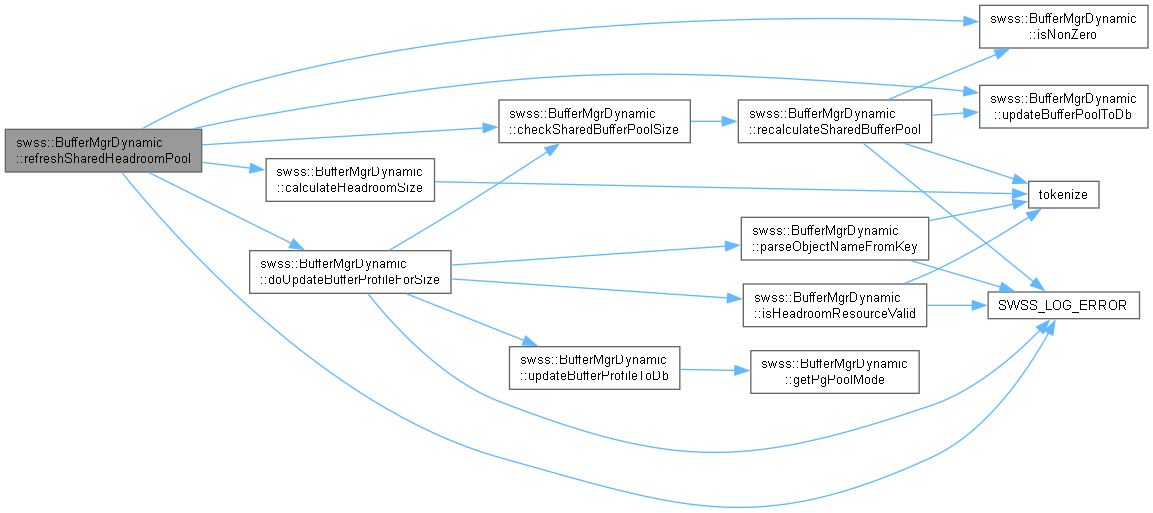 swss::BufferMgrDynamic
::refreshSharedHeadroomPool
swss::BufferMgrDynamic
::checkSharedBufferPoolSize
swss::BufferMgrDynamic
::calculateHeadroomSize
swss::BufferMgrDynamic
::doUpdateBufferProfileForSize
swss::BufferMgrDynamic
::updateBufferProfileToDb
swss::BufferMgrDynamic
::recalculateSharedBufferPool
swss::BufferMgrDynamic
::parseObjectNameFromKey
swss::BufferMgrDynamic
::isHeadroomResourceValid
swss::BufferMgrDynamic
::getPgPoolMode
swss::BufferMgrDynamic
::isNonZero
swss::BufferMgrDynamic
::updateBufferPoolToDb
tokenize
SWSS_LOG_ERROR